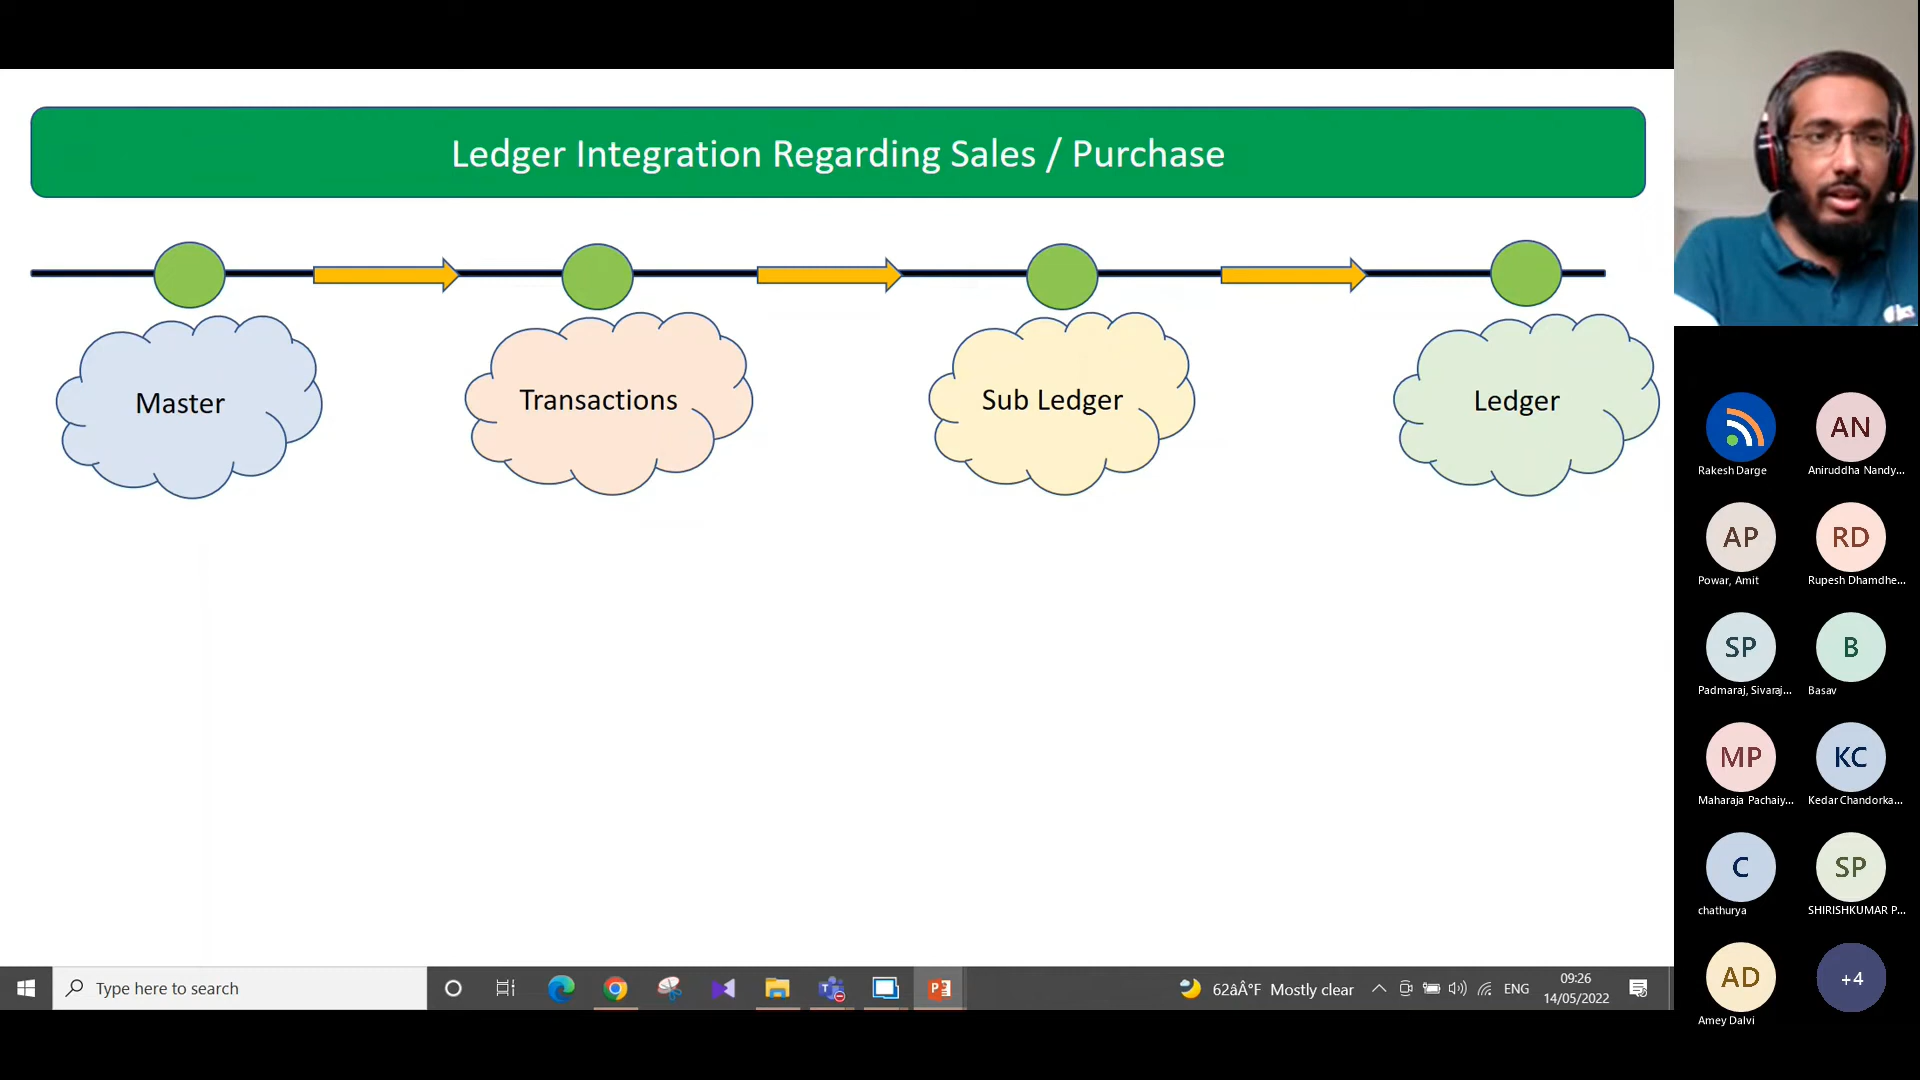 Ledger Integration Regarding Sales / Purchase
Master
Transactions
Sub Ledger
Ledger
Rakesh Darge
AN
Aniruddha Nandy...
AP
Powar, Amit
RD
Rupesh Dhamdhe...
SP
Padmaraj, Sivaraj...
B
Basav
MP
Maharaja Pachaiy...
KC
Kedar Chandorka...
C
chathurya
SP
SHIRISHKUMAR P...
AD
Amey Dalvi
+4
Type here to search
62âÂ°F Mostly clear
ENG
09:26
14/05/2022